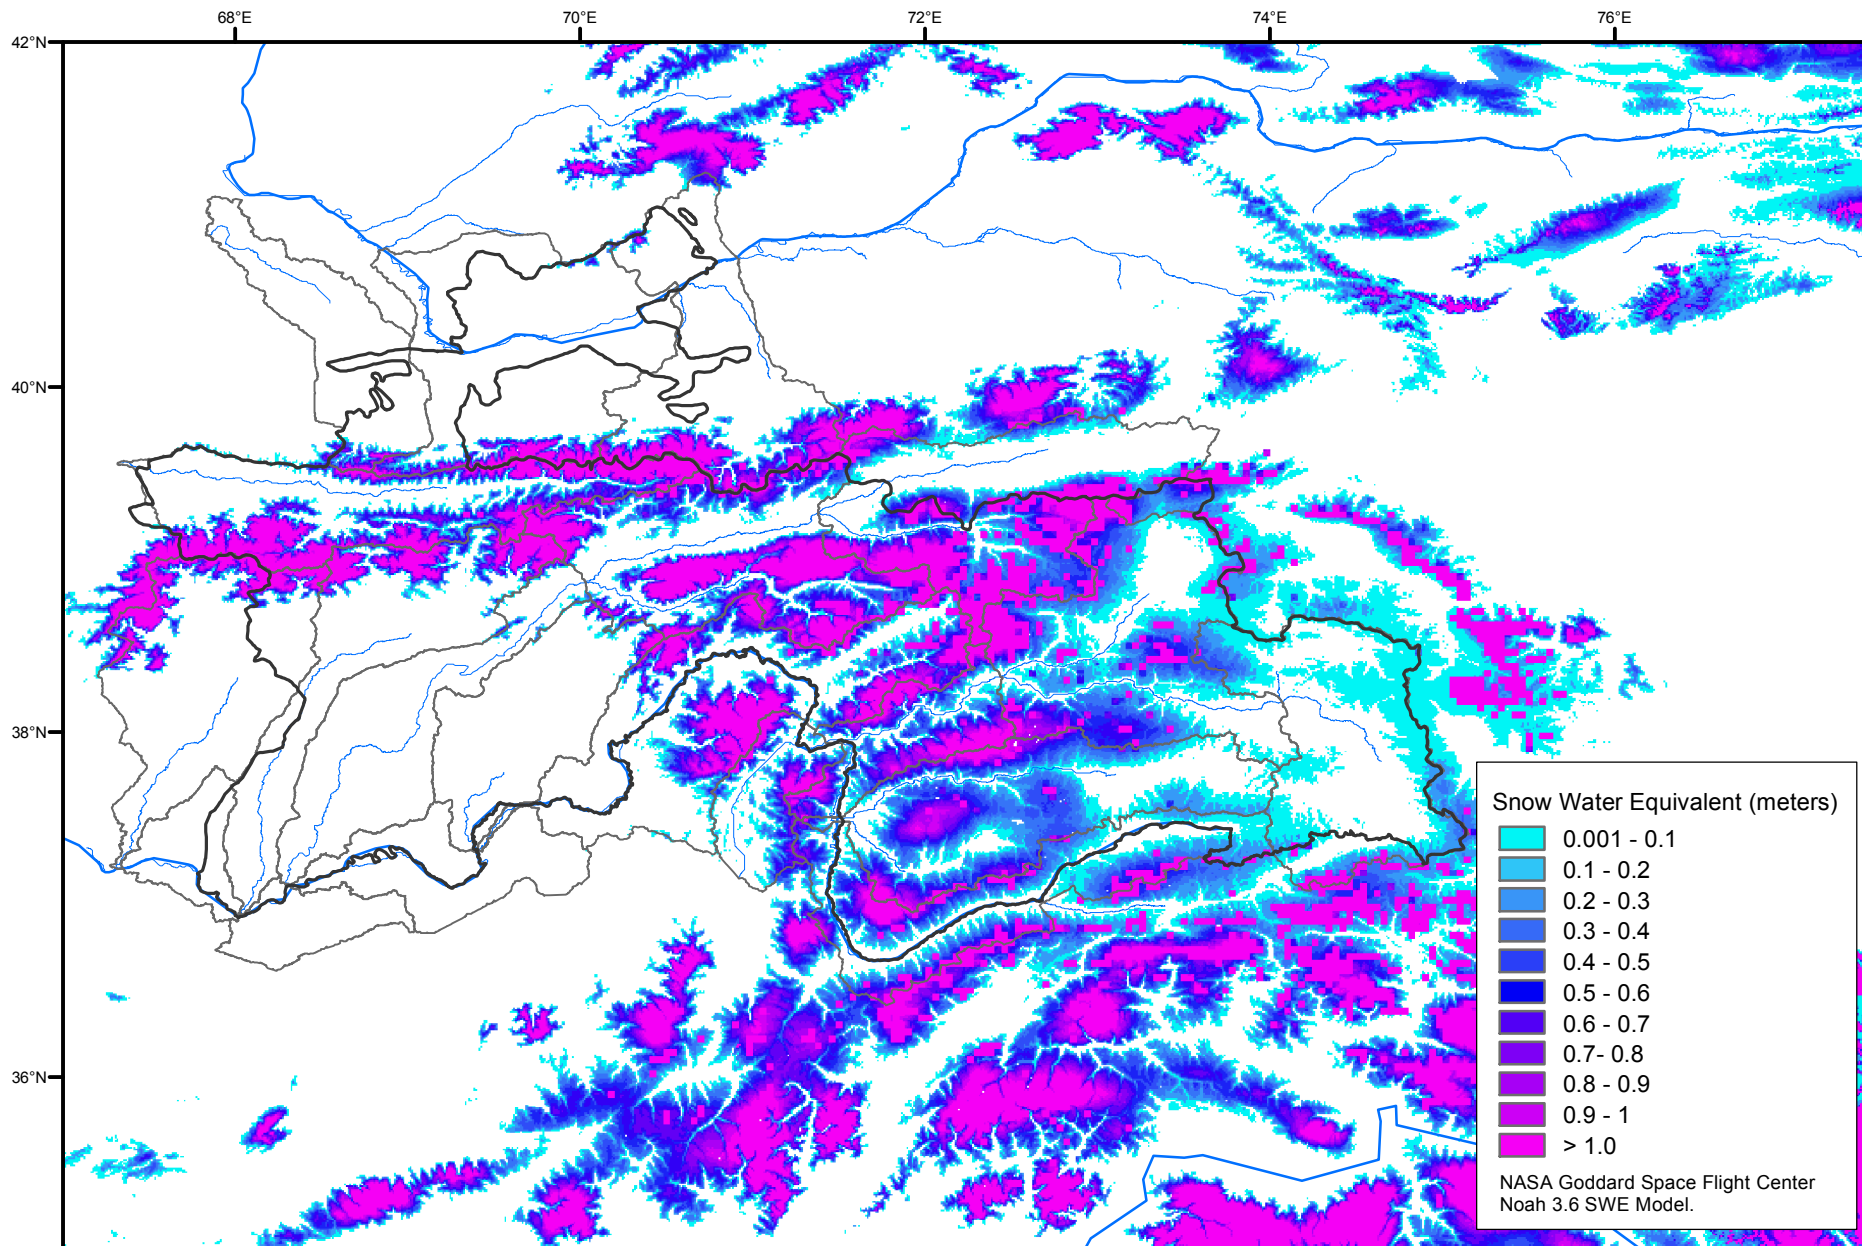 68°E
70°E
72°E
74°E
76°E
42°N
40°N
38°N
36°N
Snow Water Equivalent (meters)
0.001 - 0.1
0.1 - 0.2
0.2 - 0.3
0.3 - 0.4
0.4 - 0.5
0.5 - 0.6
0.6 - 0.7
0.7- 0.8
0.8 - 0.9
0.9 - 1
> 1.0
NASA Goddard Space Flight Center
Noah 3.6 SWE Model.